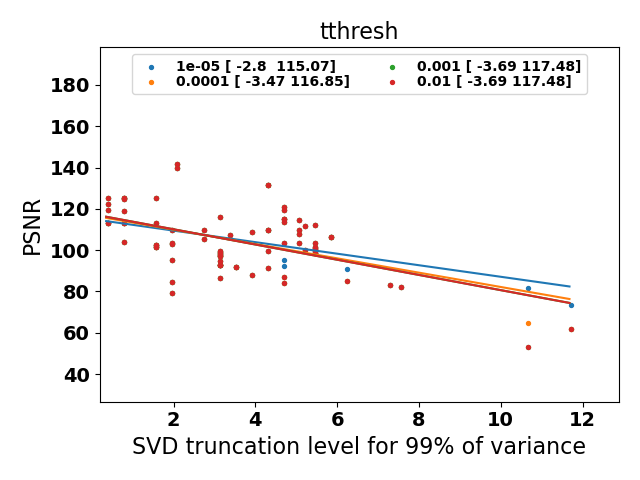 tthresh
1e-05 [ -2.8  115.07]
0.0001 [ -3.47 116.85]
0.001 [ -3.69 117.48]
0.01 [ -3.69 117.48]
PSNR
180
160
140
120
100
80
60
40
2 4 6 8 10 12
SVD truncation level for 99% of variance